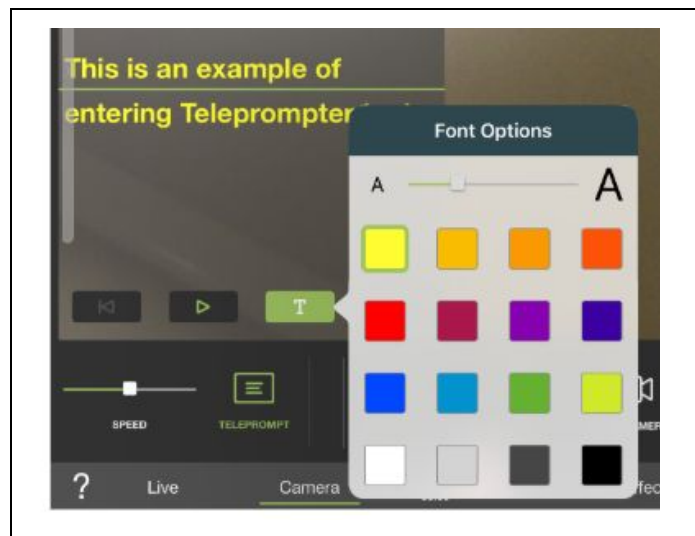 This is an example of
entering Teleprompter
Font Options
A A
T
SPEED
TELEPROMPT
? Live Camera